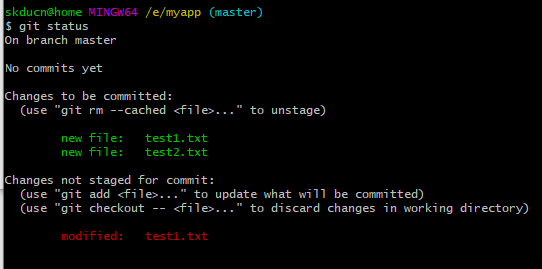 skducn@home MINGW64 /e/myapp (master)
$ git status
On branch master
No commits yet
Changes to be committed:
(use "git rm --cached <file>..." to unstage)
new file: test1.txt
new file: test2.txt
Changes not staged for commit:
(use "git add <file>..." to update what will be committed)
(use "git checkout -- <file>..." to discard changes in working directory)
modified: test1.txt